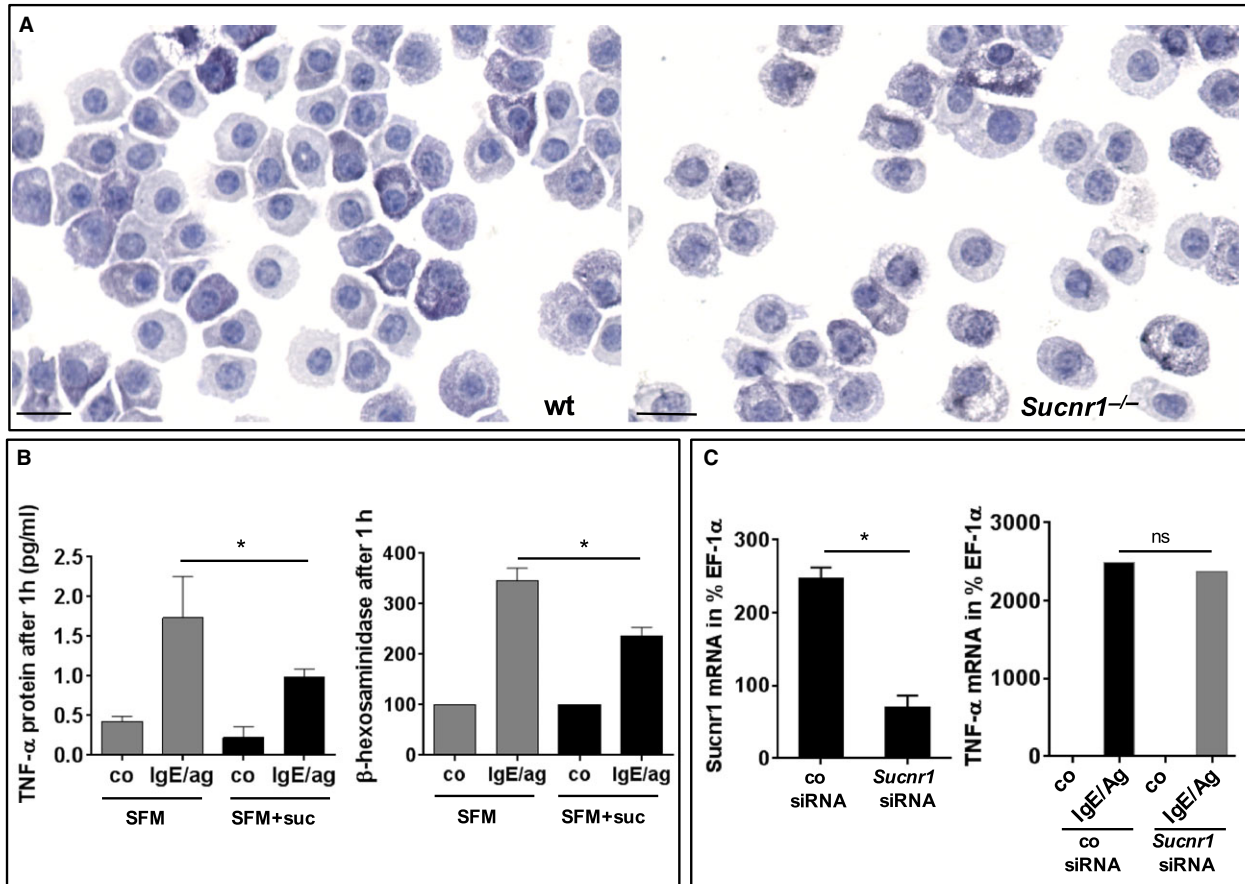 A
wt
Sucnr1–/–
B
TNF-α protein after 1h (pg/ml)
2.5
2.0
1.5
1.0
0.5
0.0
*
co IgE/ag co IgE/ag
SFM SFM+suc
β-hexosaminidase after 1 h
400
300
200
100
0
*
co IgE/ag co IgE/ag
SFM SFM+suc
C
Sucnr1 mRNA in % EF-1α
300
200
100
0
*
co Sucnr1
siRNA siRNA
TNF-α mRNA in % EF-1α
3000
2000
1000
0
ns
co IgE/Ag co IgE/Ag
co Sucnr1
siRNA siRNA